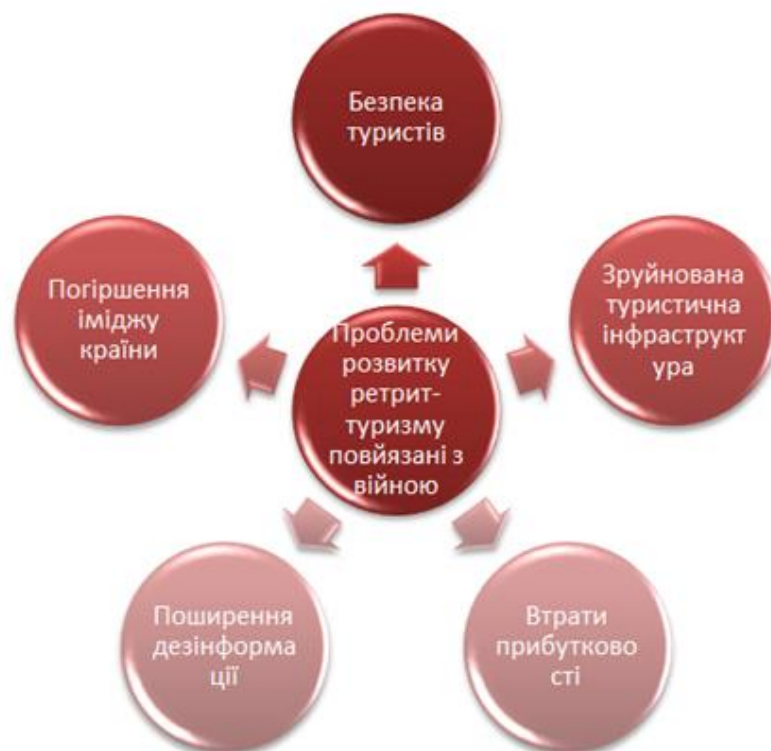 Безпека
туристів
Зруйнована
туристична
інфраструкт
ура
Втрати
прибутково
сті
Поширення
дезінформа
ції
Погіршення
іміджу
країни
Проблеми
розвитку
ретрит-
туризму
повйязані з
війною